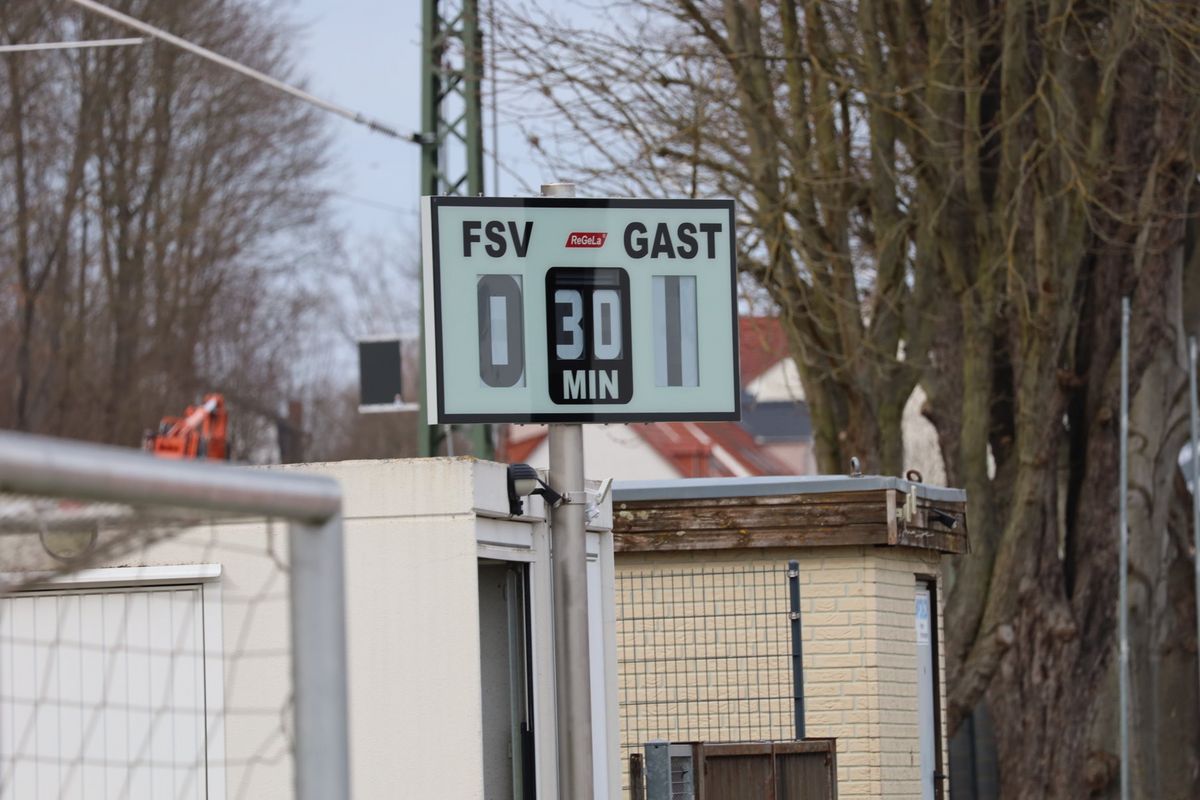 FSV ReGeLa GAST
0 30 1
MIN